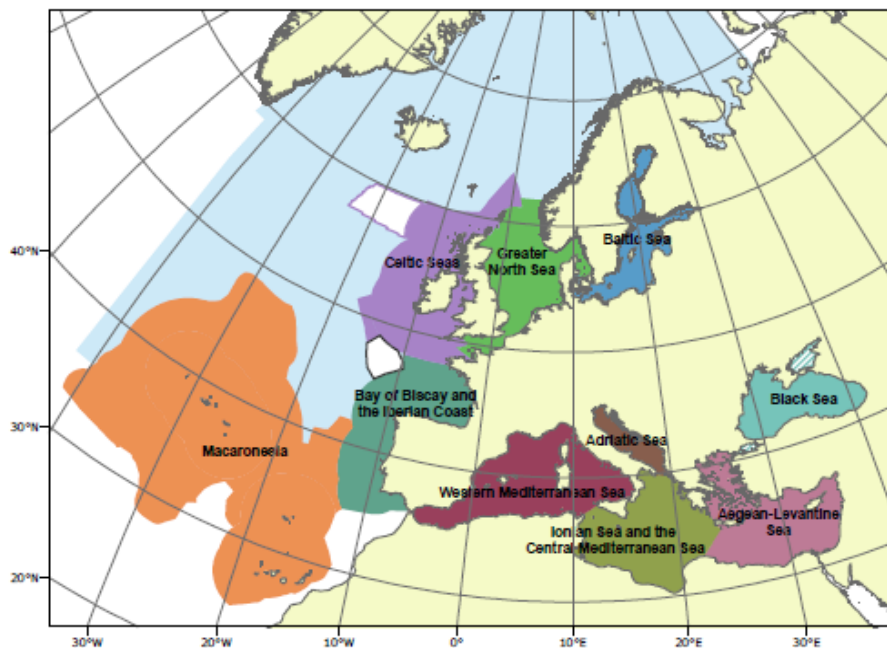 40°N
30°N
20°N
Celtic Seas
Greater
North Sea
Baltic Sea
Bay of Biscay and
the Iberian Coast
Black Sea
Macaronesia
Adriatic Sea
Western Mediterranean Sea
Ionian Sea and the
Central Mediterranean Sea
Aegean-Levantine
Sea
30°W
20°W
10°W
0°
10°E
20°E
30°E